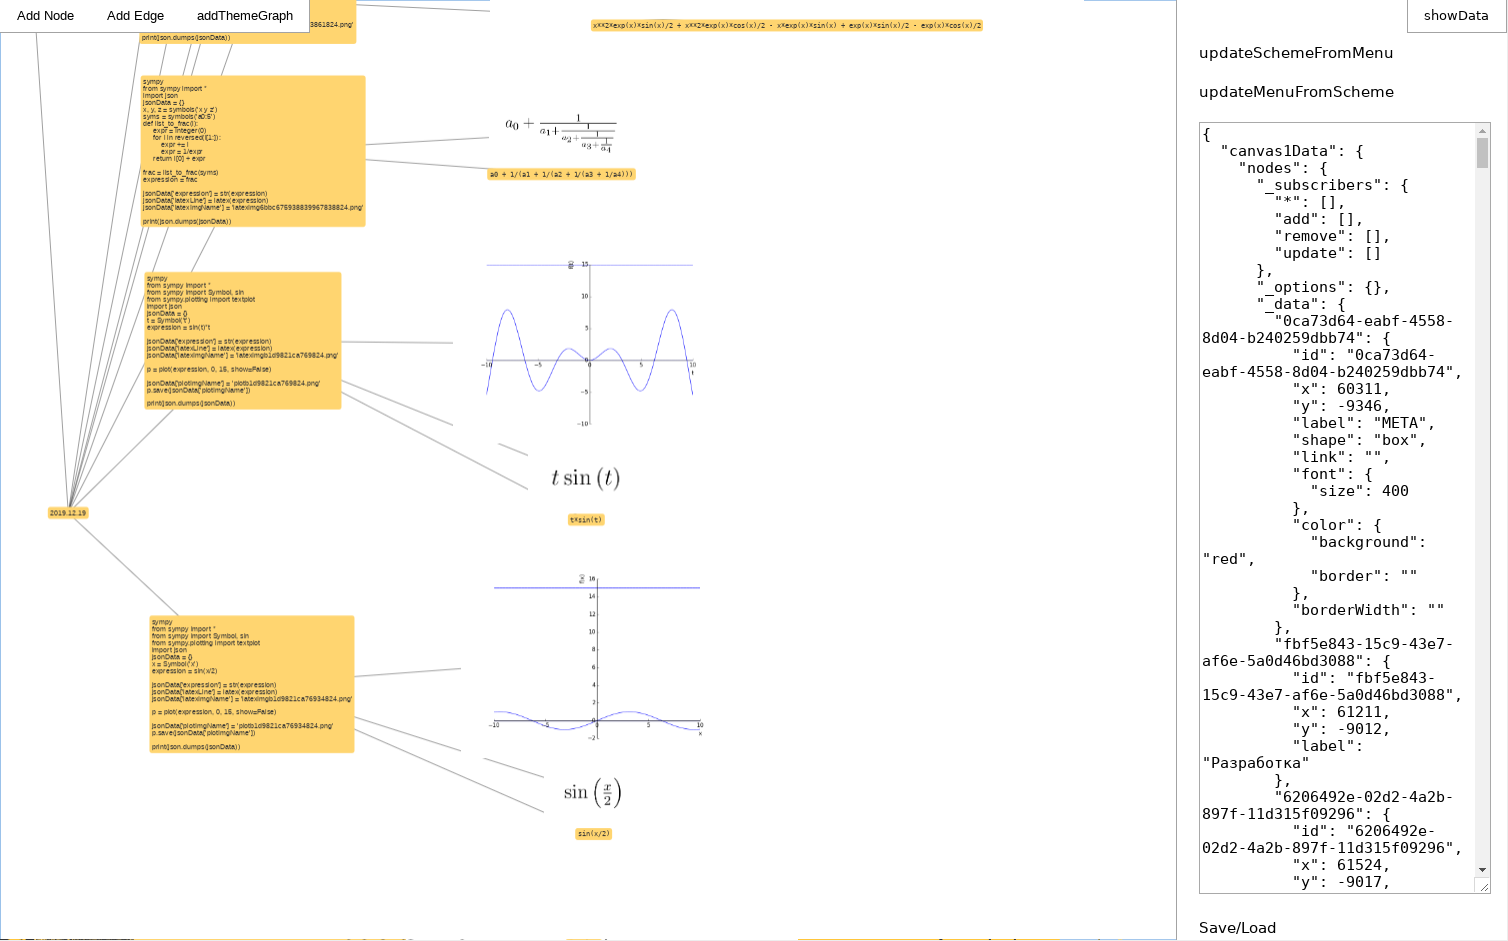 Add Node
Add Edge
addThemeGraph
showData
3861824.png'
print(json.dumps(jsonData))
x**2*exp(x)*sin(x)/2 + x**2*exp(x)*cos(x)/2 - x*exp(x)*sin(x) + exp(x)*sin(x)/2 - exp(x)*cos(x)/2
sympy
from sympy import *
import json
jsonData = {}
x, y, z = symbols('x y z')
syms = symbols('a0:5')
def list_to_frac(l):
expr = Integer(0)
for i in reversed(l[1:]):
expr += i
expr = 1/expr
return l[0] + expr
frac = list_to_frac(syms)
expression = frac
jsonData['expression'] = str(expression)
jsonData['latexLine'] = latex(expression)
jsonData['latexImgName'] = 'lateximg6bbc675938839967838824.png'
print(json.dumps(jsonData))
a0 + 1/(a1 + 1/(a2 + 1/(a3 + 1/a4)))
a0 + 1/(a1 + 1/(a2 + 1/(a3 + 1/a4)))
sympy
from sympy import *
from sympy import Symbol, sin
from sympy.plotting import textplot
import json
jsonData = {}
t = Symbol('t')
expression = sin(t)*t
jsonData['expression'] = str(expression)
jsonData['latexLine'] = latex(expression)
jsonData['latexImgName'] = 'lateximgb1d9821ca769824.png'
p = plot(expression, 0, 15, show=False)
jsonData['plotImgName'] = 'plotb1d9821ca769824.png'
p.save(jsonData['plotImgName'])
print(json.dumps(jsonData))
f(t)
15
10
5
0
−10
−5
5
10
t
−5
−10
t sin (t)
t*sin(t)
2019.12.19
sympy
from sympy import *
from sympy import Symbol, sin
from sympy.plotting import textplot
import json
jsonData = {}
x = Symbol('x')
expression = sin(x/2)
jsonData['expression'] = str(expression)
jsonData['latexLine'] = latex(expression)
jsonData['latexImgName'] = 'lateximgb1d9821ca76934824.png'
p = plot(expression, 0, 15, show=False)
jsonData['plotImgName'] = 'plotb1d9821ca76934824.png'
p.save(jsonData['plotImgName'])
print(json.dumps(jsonData))
f(x)
16
14
12
10
8
6
4
2
0
−10
−5
5
10
x
−2
sin (x/2)
sin(x/2)
updateSchemeFromMenu
updateMenuFromScheme
{
"canvas1Data": {
"nodes": {
"_subscribers": {
"*": [],
"add": [],
"remove": [],
"update": []
},
"_options": {},
"_data": {
"0ca73d64-eabf-4558-
8d04-b240259dbb74": {
"id": "0ca73d64-
eabf-4558-8d04-b240259dbb74",
"x": 60311,
"y": -9346,
"label": "META",
"shape": "box",
"link": "",
"font": {
"size": 400
},
"color": {
"background":
"red",
"border": ""
},
"borderWidth": ""
},
"fbf5e843-15c9-43e7-
af6e-5a0d46bd3088": {
"id": "fbf5e843-
15c9-43e7-af6e-5a0d46bd3088",
"x": 61211,
"y": -9012,
"label":
"Разработка"
},
"6206492e-02d2-4a2b-
897f-11d315f09296": {
"id": "6206492e-
02d2-4a2b-897f-11d315f09296",
"x": 61524,
"y": -9017,
Save/Load